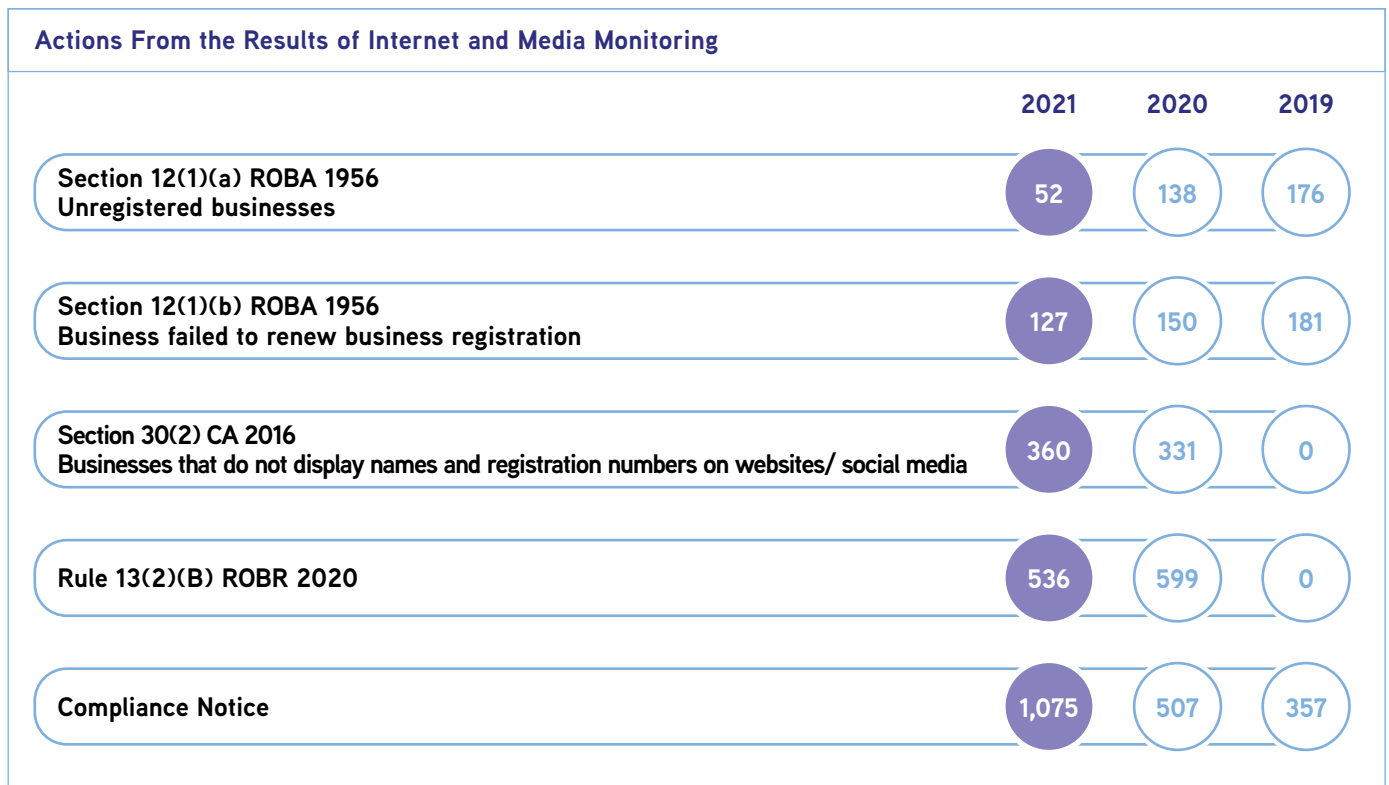 Actions From the Results of Internet and Media Monitoring
2021 2020 2019
Section 12(1)(a) ROBA 1956
Unregistered businesses
52 138 176
Section 12(1)(b) ROBA 1956
Business failed to renew business registration
127 150 181
Section 30(2) CA 2016
Businesses that do not display names and registration numbers on websites/ social media
360 331 0
Rule 13(2)(B) ROBR 2020
536 599 0
Compliance Notice
1,075 507 357